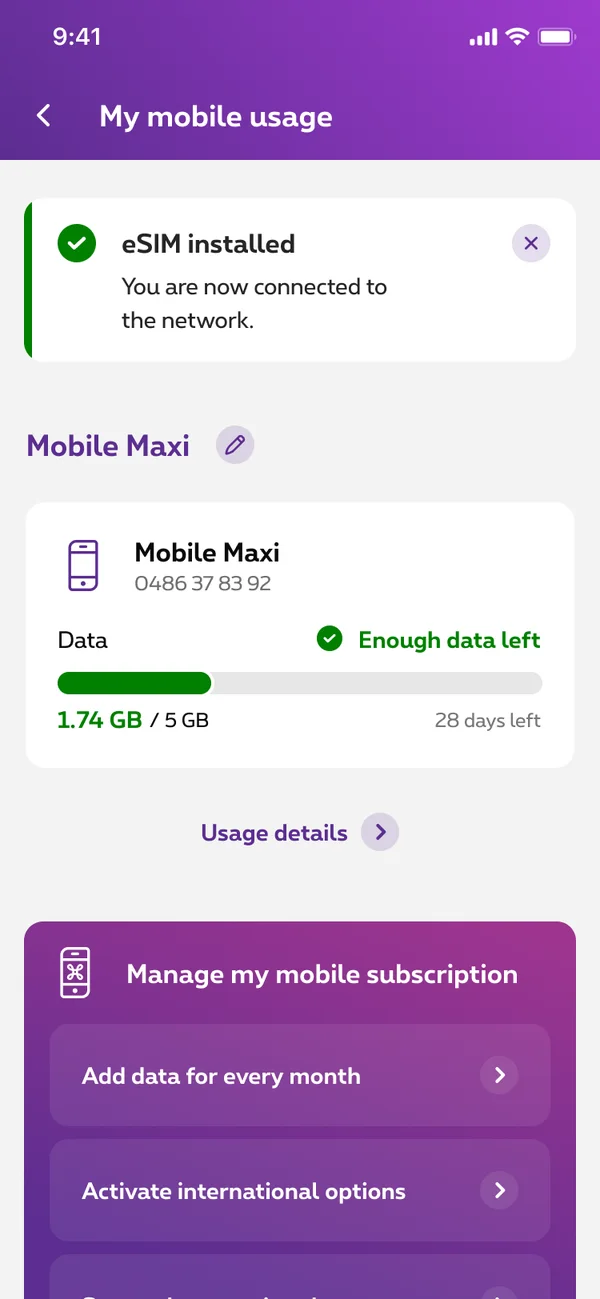 9:41
My mobile usage
eSIM installed
You are now connected to
the network.
Mobile Maxi
Mobile Maxi
0486 37 83 92
Data
Enough data left
1.74 GB / 5 GB
28 days left
Usage details
Manage my mobile subscription
Add data for every month
Activate international options